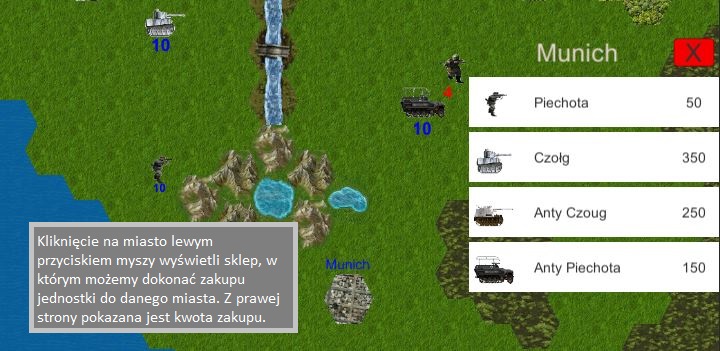 10
Munich X
4
Piechota 50
10
Czołg 350
10
Anty Czoug 250
Kliknięcie na miasto lewym
przyciskiem myszy wyświetli sklep, w
którym możemy dokonać zakupu
jednostki do danego miasta. Z prawej
strony pokazana jest kwota zakupu.
Munich
Anty Piechota 150